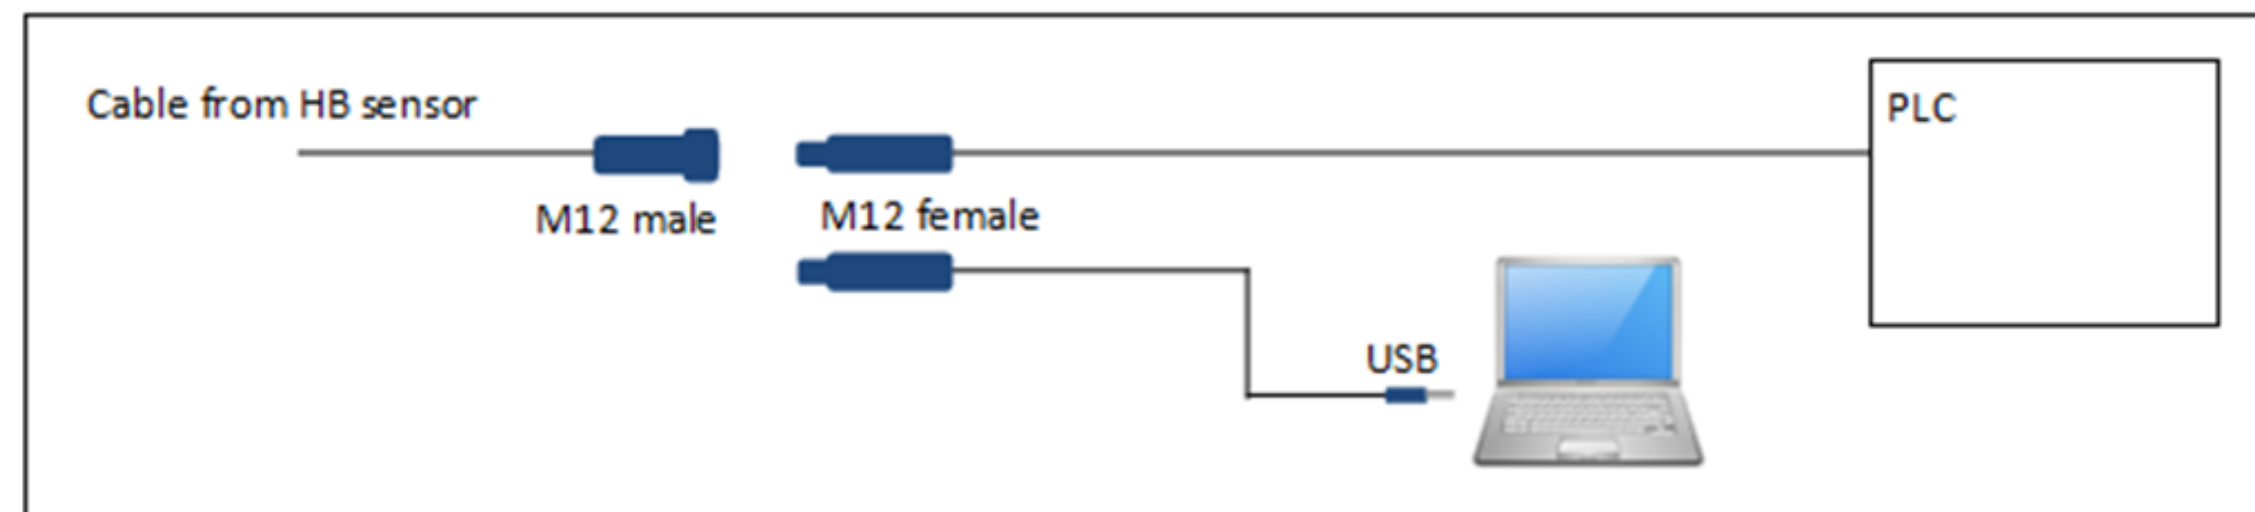 Cable from HB sensor
PLC
M12 male
M12 female
USB